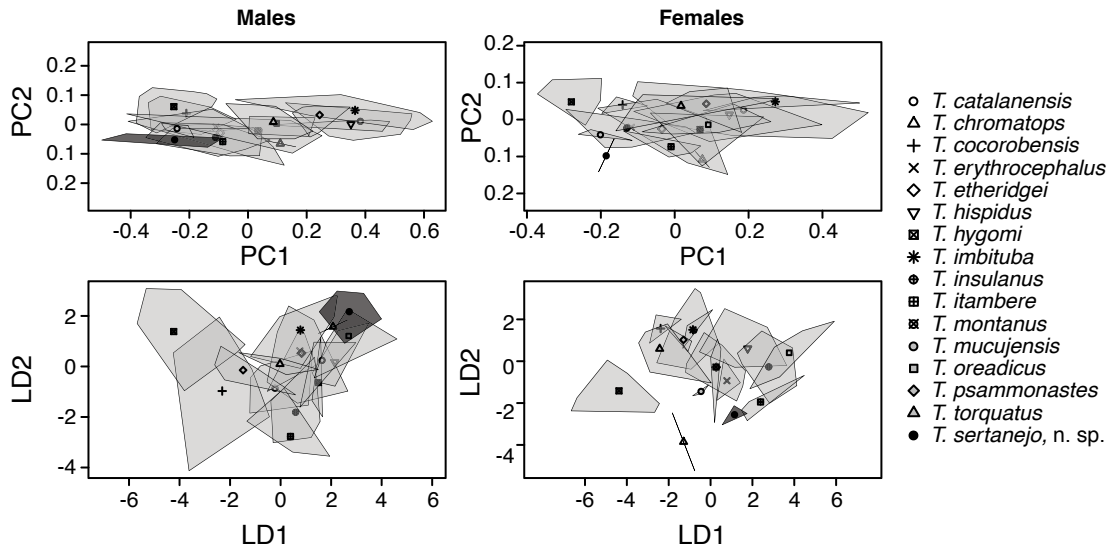 Males
Females
PC2
0.2
0.1
0
0.1
0.2
-0.4
-0.2
0
0.2
0.4
0.6
PC1
PC2
0.2
0.1
0
0.1
0.2
-0.4
-0.2
0
0.2
0.4
PC1
LD2
2
0
-2
-4
-6
-4
-2
0
2
4
6
LD1
LD2
2
0
-2
-4
-6
-4
-2
0
2
4
6
LD1
T. catalanensis
T. chromatops
T. cocorobensis
T. erythrocephalus
T. etheridgei
T. hispidus
T. hygomi
T. imbituba
T. insulanus
T. itambere
T. montanus
T. mucujensis
T. oreadicus
T. psammonastes
T. torquatus
T. sertanejo, n. sp.